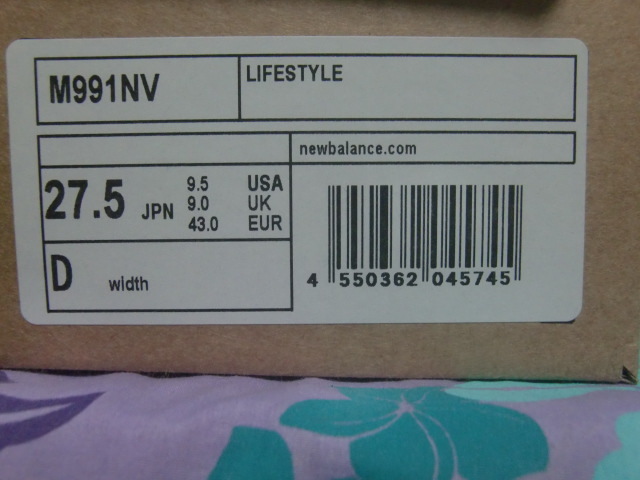 M991NV
LIFESTYLE
newbalance.com
27.5 JPN
9.5 USA
9.0 UK
43.0 EUR
D width
4 550362 045745